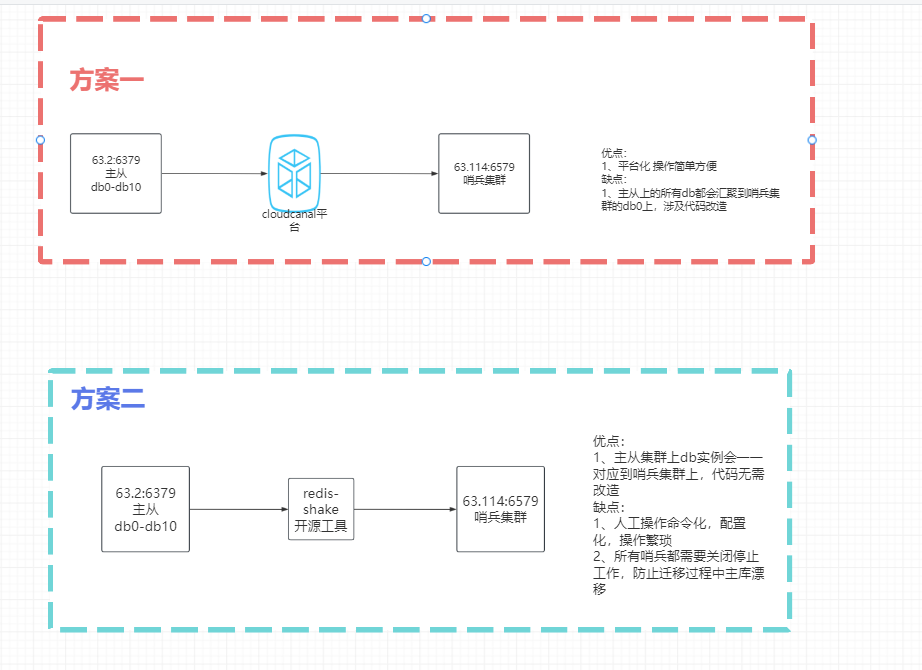 方案一
63.2:6379
主从
db0-db10
cloudcanal平
台
63.114:6579
哨兵集群
优点：
1、平台化 操作简单方便
缺点：
1、主从上的所有db都会汇聚到哨兵集
群的db0上，涉及代码改造
方案二
63.2:6379
主从
db0-db10
redis-
shake
开源工具
63.114:6579
哨兵集群
优点：
1、主从集群上db实例会一一
对应到哨兵集群上，代码无需
改造
缺点：
1、人工操作命令化，配置
化，操作繁琐
2、所有哨兵都需要关闭停止
工作，防止迁移过程中主库漂
移